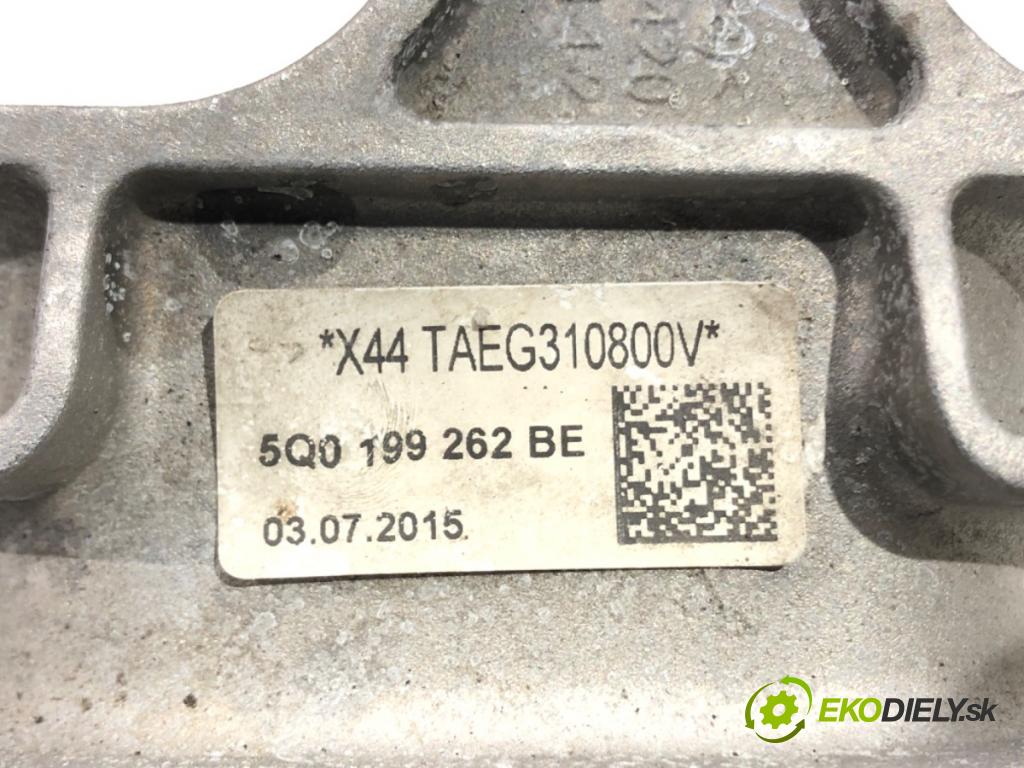 *X44 TAEG310800V*
5Q0 199 262 BE
03.07.2015
EKODIELY.sk